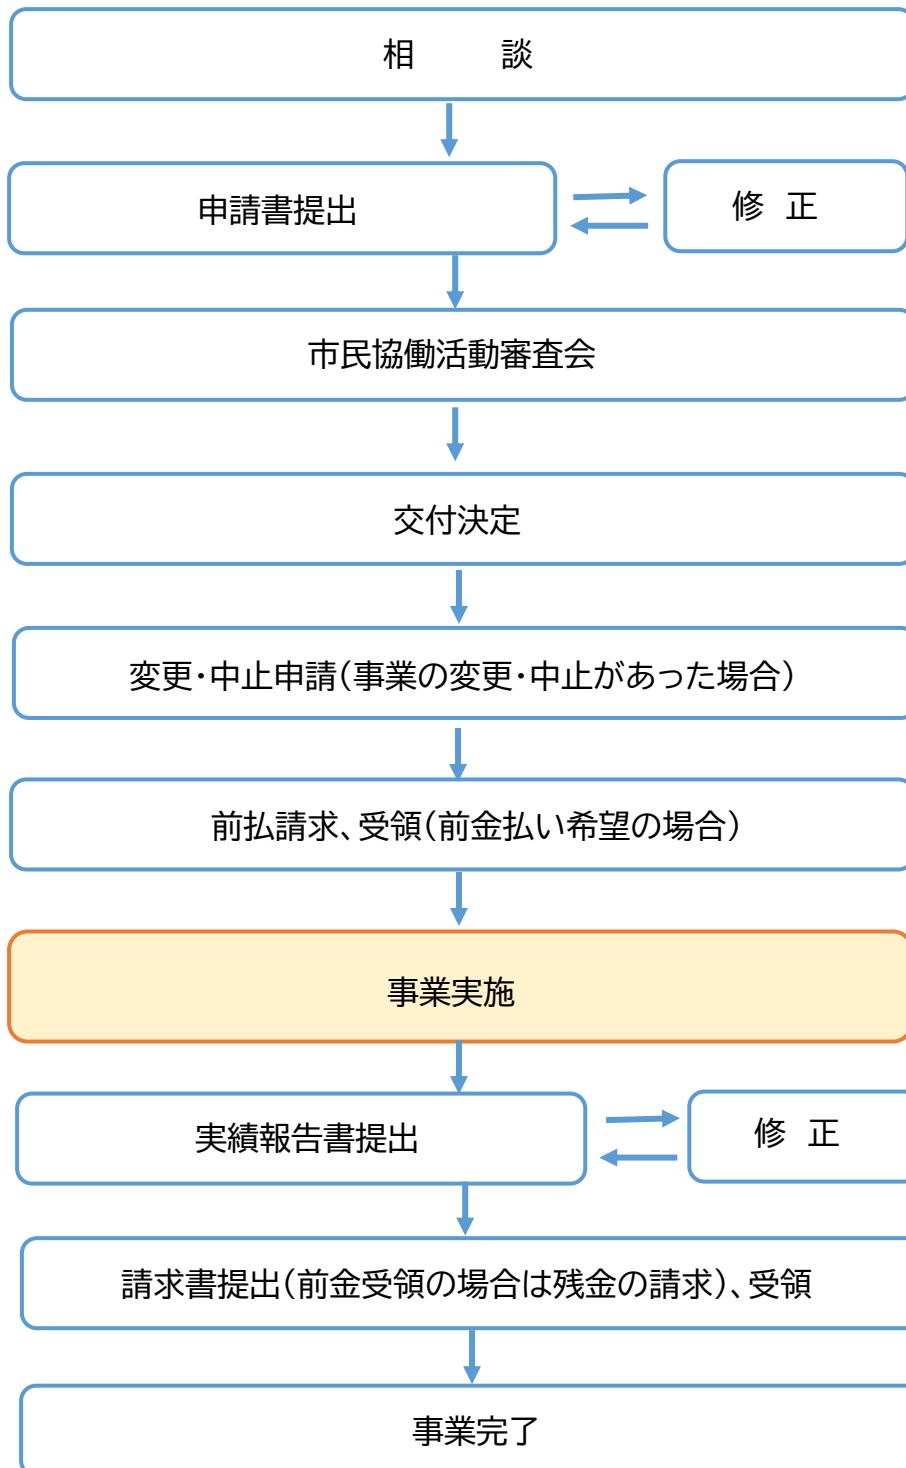 相　談
申請書提出
修 正
市民協働活動審査会
交付決定
変更・中止申請（事業の変更・中止があった場合）
前払請求、受領（前金払い希望の場合）
事業実施
実績報告書提出
修 正
請求書提出（前金受領の場合は残金の請求）、受領
事業完了